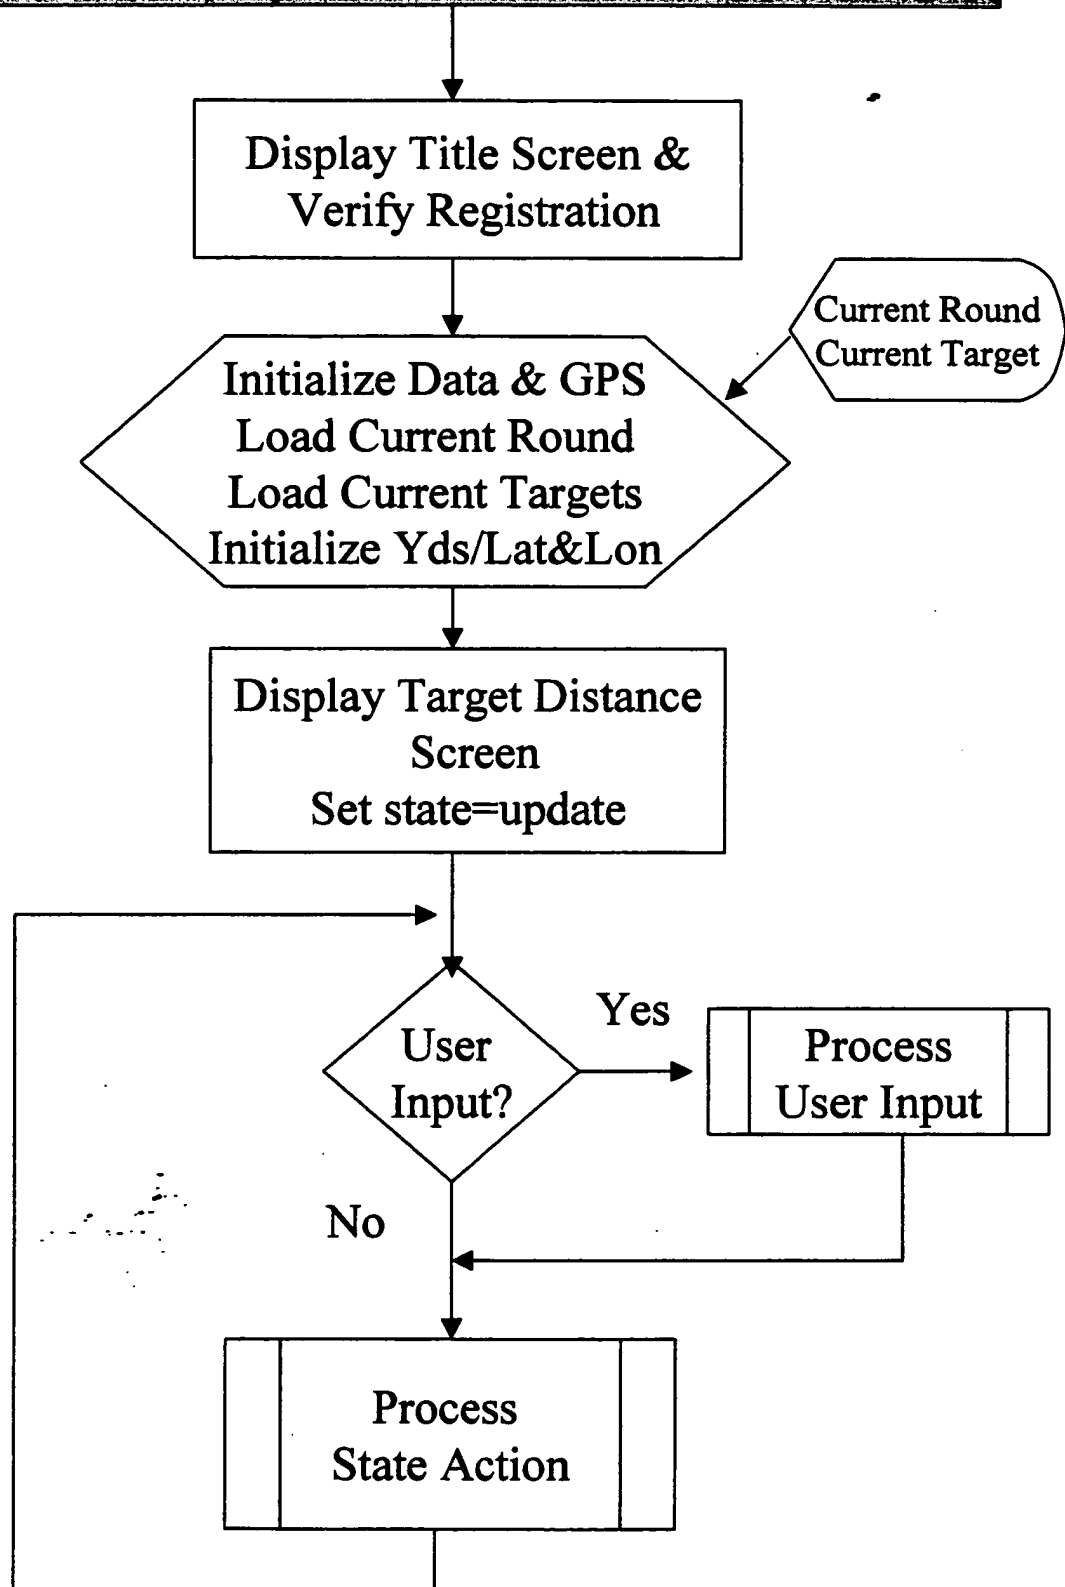 Display Title Screen &
Verify Registration
Current Round
Current Target
Initialize Data & GPS
Load Current Round
Load Current Targets
Initialize Yds/Lat&Lon
Display Target Distance
Screen
Set state=update
User
Input?
Yes
Process
User Input
No
Process
State Action